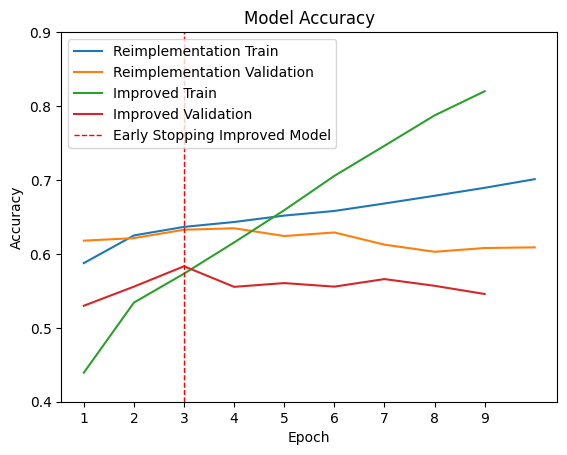 Model Accuracy
Reimplementation Train
Reimplementation Validation
Improved Train
Improved Validation
Early Stopping Improved Model
Accuracy
0.9
0.8
0.7
0.6
0.5
0.4
1 2 3 4 5 6 7 8 9
Epoch